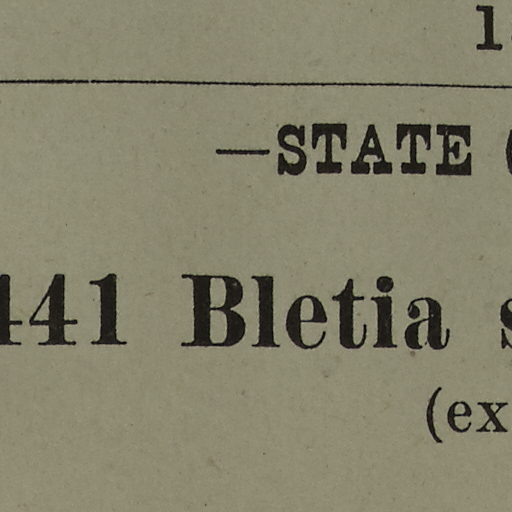 —STATE
441 Bletia
(ex